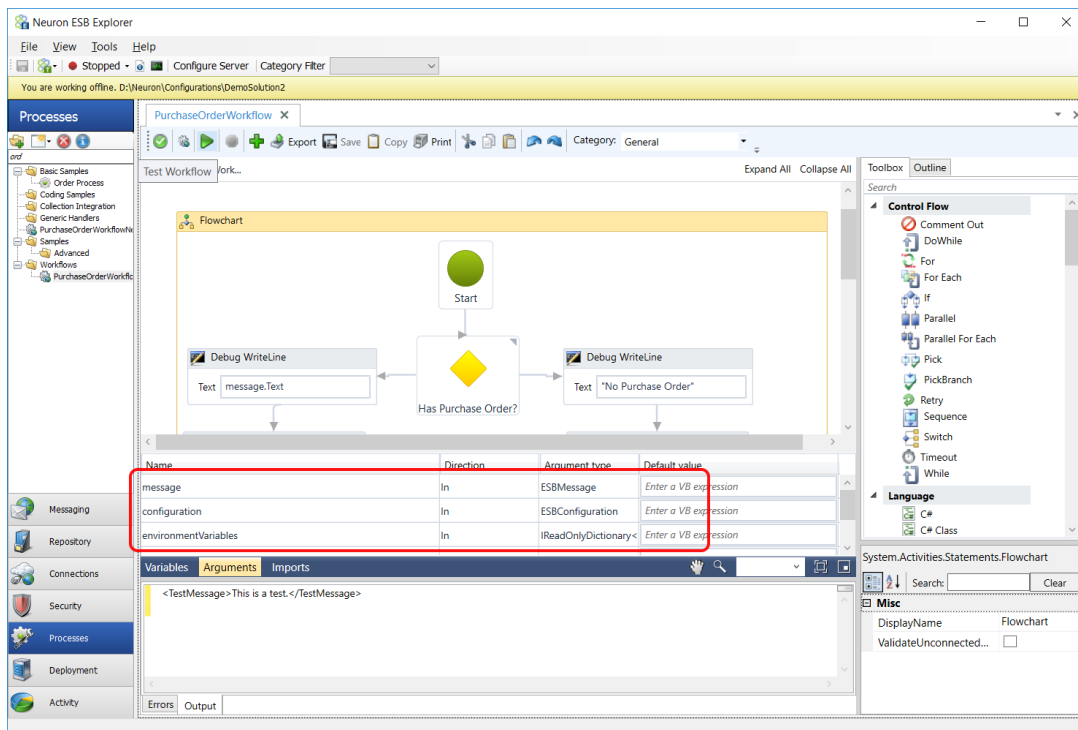 Neuron ESB Explorer
File View Tools Help
Stopped Configure Server Category Filter
You are working offline. D:\Neuron\Configurations\DemoSolution2
Processes
ord
Basic Samples
Order Process
Coding Samples
Collection Integration
Generic Handlers
PurchaseOrderWorkflowNe
Samples
Advanced
Workflows
PurchaseOrderWorkflo
Messaging
Repository
Connections
Security
Processes
Deployment
Activity
PurchaseOrderWorkflow
Export Save Copy Print Category: General
Test Workflow
Work...
Expand All Collapse All
Flowchart
Start
Debug WriteLine
Text message.Text
Has Purchase Order?
Debug WriteLine
Text "No Purchase Order"
Name Direction Argument type Default value
message In ESBMessage Enter a VB expression
configuration In ESBConfiguration Enter a VB expression
environmentVariables In IReadOnlyDictionary< Enter a VB expression
Variables Arguments Imports
<TestMessage>This is a test.</TestMessage>
Errors Output
Toolbox Outline
Search
Control Flow
Comment Out
DoWhile
For
For Each
If
Parallel
Parallel For Each
Pick
PickBranch
Retry
Sequence
Switch
Timeout
While
Language
C#
C# Class
System.Activities.Statements.Flowchart
Search: Clear
Misc
DisplayName Flowchart
ValidateUnconnected...